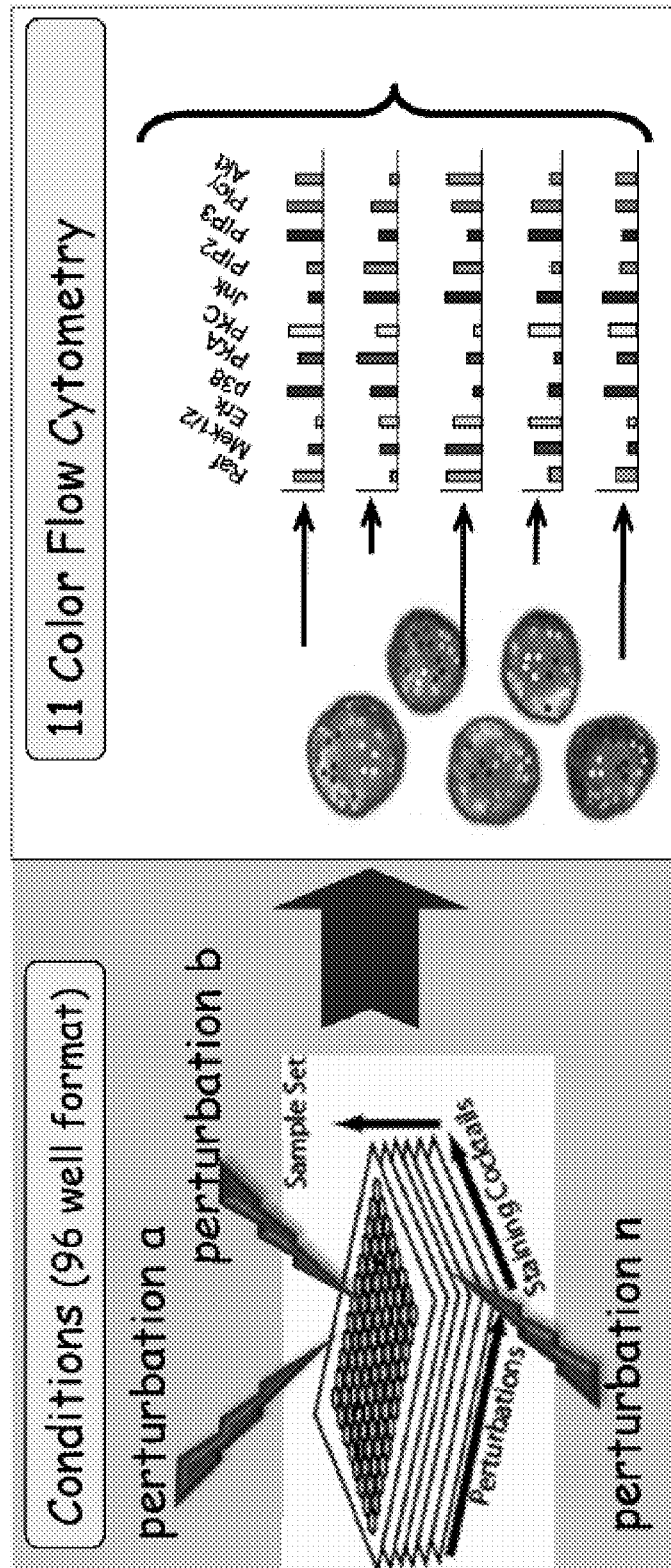 Conditions (96 well format)
perturbation a
perturbation b
Sample Set
Staining Cocktails
Perturbations
perturbation n
11 Color Flow Cytometry
Raf
Mek1/2
Erk
p38
PKA
PKC
Jnk
PIP2
PIP3
Plcy
Akt